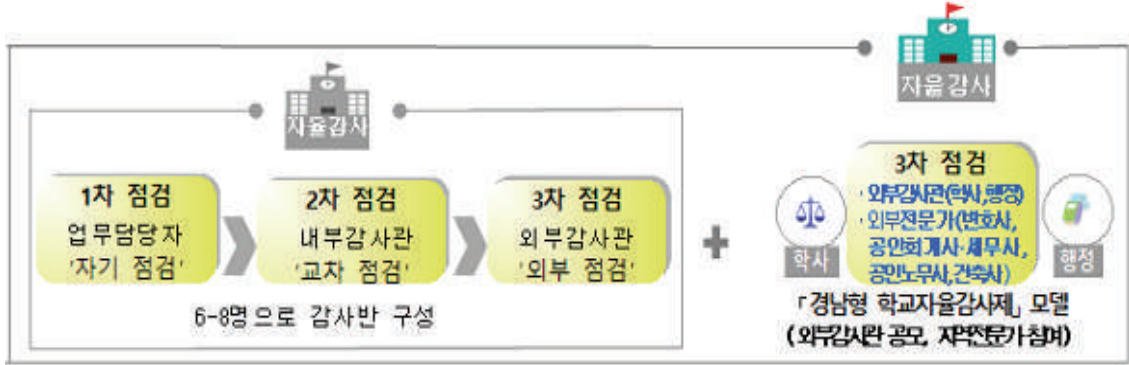 자율감사
자율감사
1차 점검
업무담당자
'자기 점검'
2차 점검
내부감사관
'교차 점검'
3차 점검
외부감사관
'외부 점검'
6-8명으로 감사반 구성
+
학사
3차 점검
· 외부감사관(학사,행정)
· 외부전문가(변호사,
공인회계사·세무사,
공인노무사,건축사)
행정
「경남형 학교자율감사제」 모델
(외부감사관 공모, 지역전문가 참여)